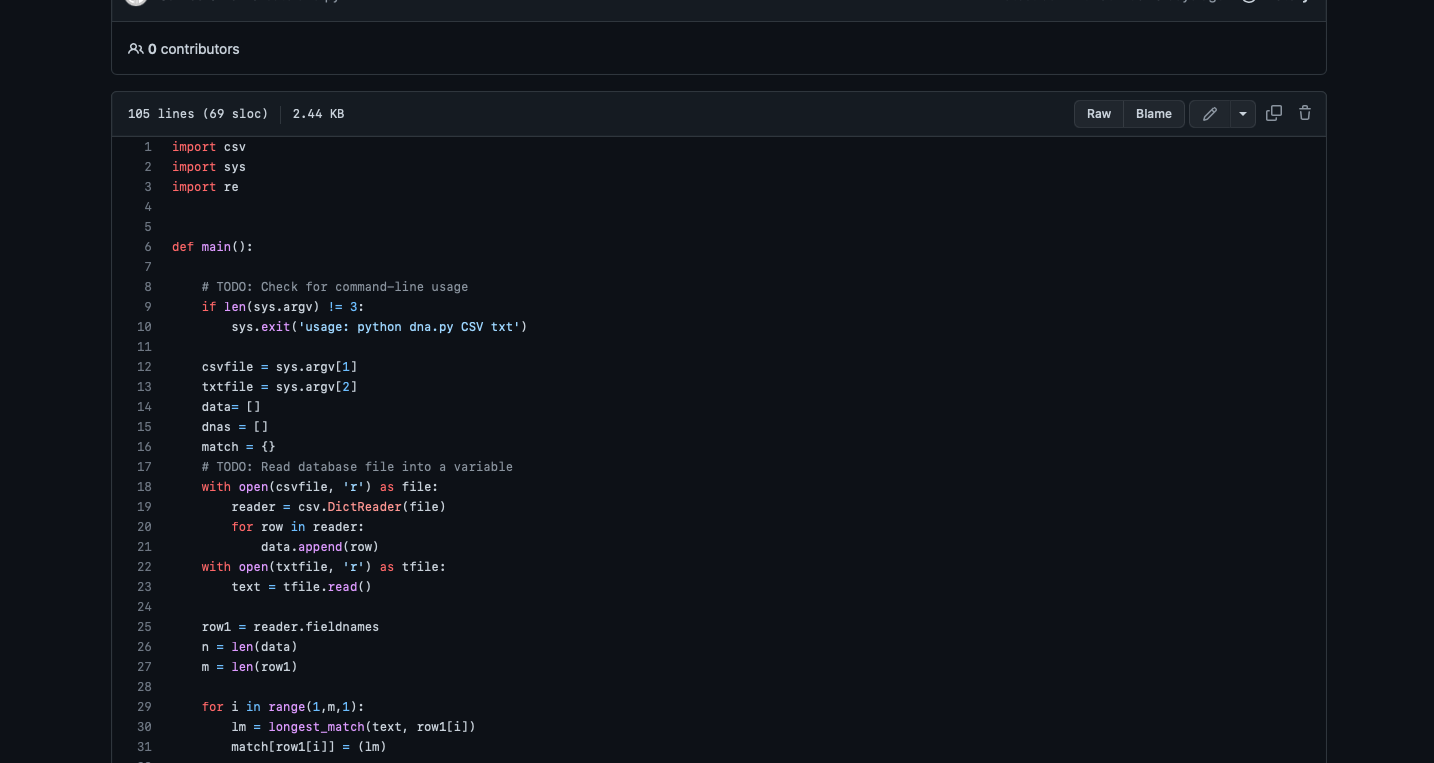 0 contributors
105 lines (69 sloc) 2.44 KB Raw Blame
1 import csv
2 import sys
3 import re
4
5
6 def main():
7
8     # TODO: Check for command-line usage
9     if len(sys.argv) != 3:
10         sys.exit('usage: python dna.py CSV txt')
11
12     csvfile = sys.argv[1]
13     txtfile = sys.argv[2]
14     data= []
15     dnas = []
16     match = {}
17     # TODO: Read database file into a variable
18     with open(csvfile, 'r') as file:
19         reader = csv.DictReader(file)
20         for row in reader:
21             data.append(row)
22     with open(txtfile, 'r') as tfile:
23         text = tfile.read()
24
25     row1 = reader.fieldnames
26     n = len(data)
27     m = len(row1)
28
29     for i in range(1,m,1):
30         lm = longest_match(text, row1[i])
31         match[row1[i]] = (lm)